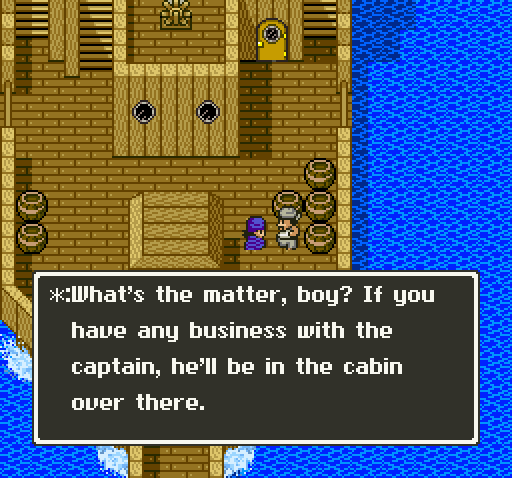 *:What's the matter, boy? If you
have any business with the
captain, he'll be in the cabin
over there.